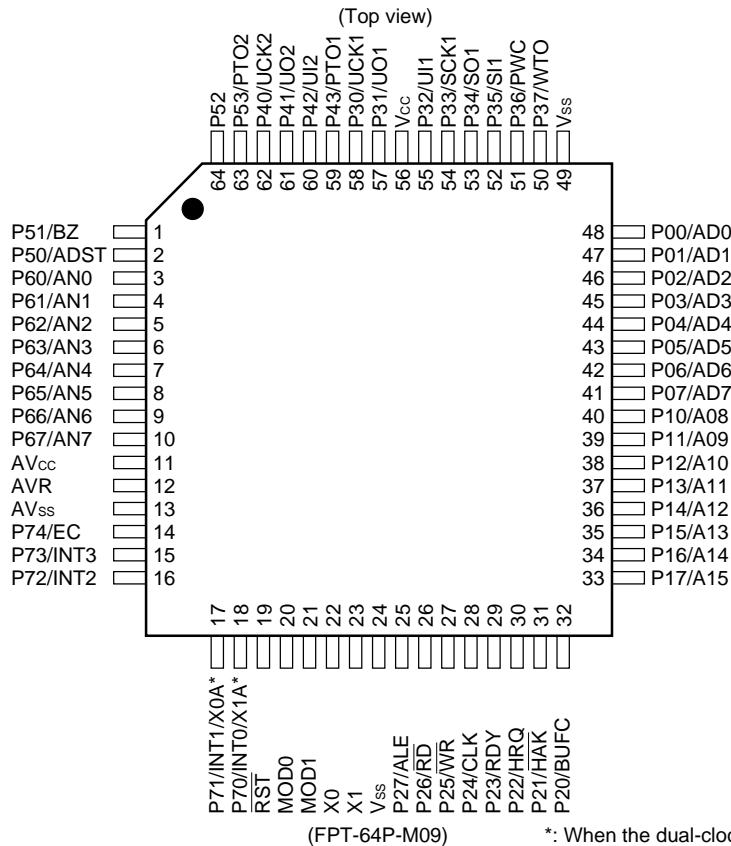 (Top view)
P52
P53/PTO2
P40/UCK2
P41/UO2
P42/UI2
P43/PTO1
P30/UCK1
P31/UO1
Vcc
P32/UI1
P33/SCK1
P34/SO1
P35/SI1
P36/PWC
P37/WTO
Vss
64
63
62
61
60
59
58
57
56
55
54
53
52
51
50
49
P51/BZ 1
P50/ADST 2
P60/AN0 3
P61/AN1 4
P62/AN2 5
P63/AN3 6
P64/AN4 7
P65/AN5 8
P66/AN6 9
P67/AN7 10
AVcc 11
AVR 12
AVss 13
P74/EC 14
P73/INT3 15
P72/INT2 16
48 P00/AD0
47 P01/AD1
46 P02/AD2
45 P03/AD3
44 P04/AD4
43 P05/AD5
42 P06/AD6
41 P07/AD7
40 P10/A08
39 P11/A09
38 P12/A10
37 P13/A11
36 P14/A12
35 P15/A13
34 P16/A14
33 P17/A15
17
18
19
20
21
22
23
24
25
26
27
28
29
30
31
32
P71/INT1/X0A*
P70/INT0/X1A*
RST
MOD0
MOD1
X0
X1
Vss
P27/ALE
P26/RD
P25/WR
P24/CLK
P23/RDY
P22/HRQ
P21/HAK
P20/BUFC
(FPT-64P-M09)
*: When the dual-cloc